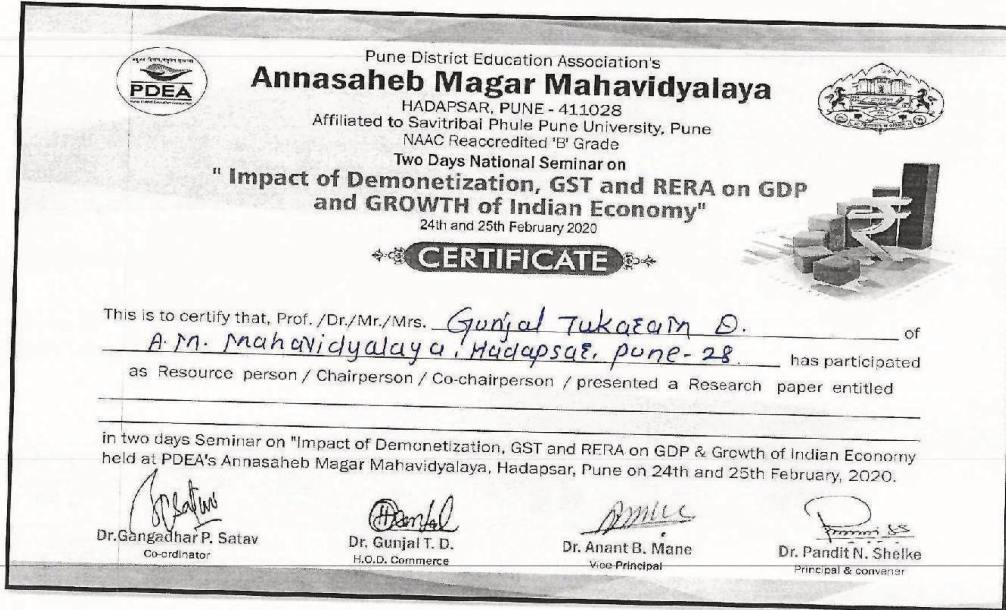 Pune District Education Association's
PDEA
Annasaheb Magar Mahavidyalaya
HADAPSAR, PUNE - 411028
Affiliated to Savitribai Phule Pune University, Pune
NAAC Reaccredited 'B' Grade
Two Days National Seminar on
" Impact of Demonetization, GST and RERA on GDP
and GROWTH of Indian Economy"
24th and 25th February 2020
CERTIFICATE
This is to certify that, Prof. /Dr./Mr./Mrs. Gunjal Tukaram D. of
A.M. Mahavidyalaya, Hadapsar, Pune-28 has participated
as Resource person / Chairperson / Co-chairperson / presented a Research paper entitled
in two days Seminar on "Impact of Demonetization, GST and RERA on GDP & Growth of Indian Economy
held at PDEA's Annasaheb Magar Mahavidyalaya, Hadapsar, Pune on 24th and 25th February, 2020.
Dr.Gangadhar P. Satav
Co-ordinator
Dr. Gunjal T. D.
H.O.D. Commerce
Dr. Anant B. Mane
Vice-Principal
Dr. Pandit N. Shelke
Principal & convener